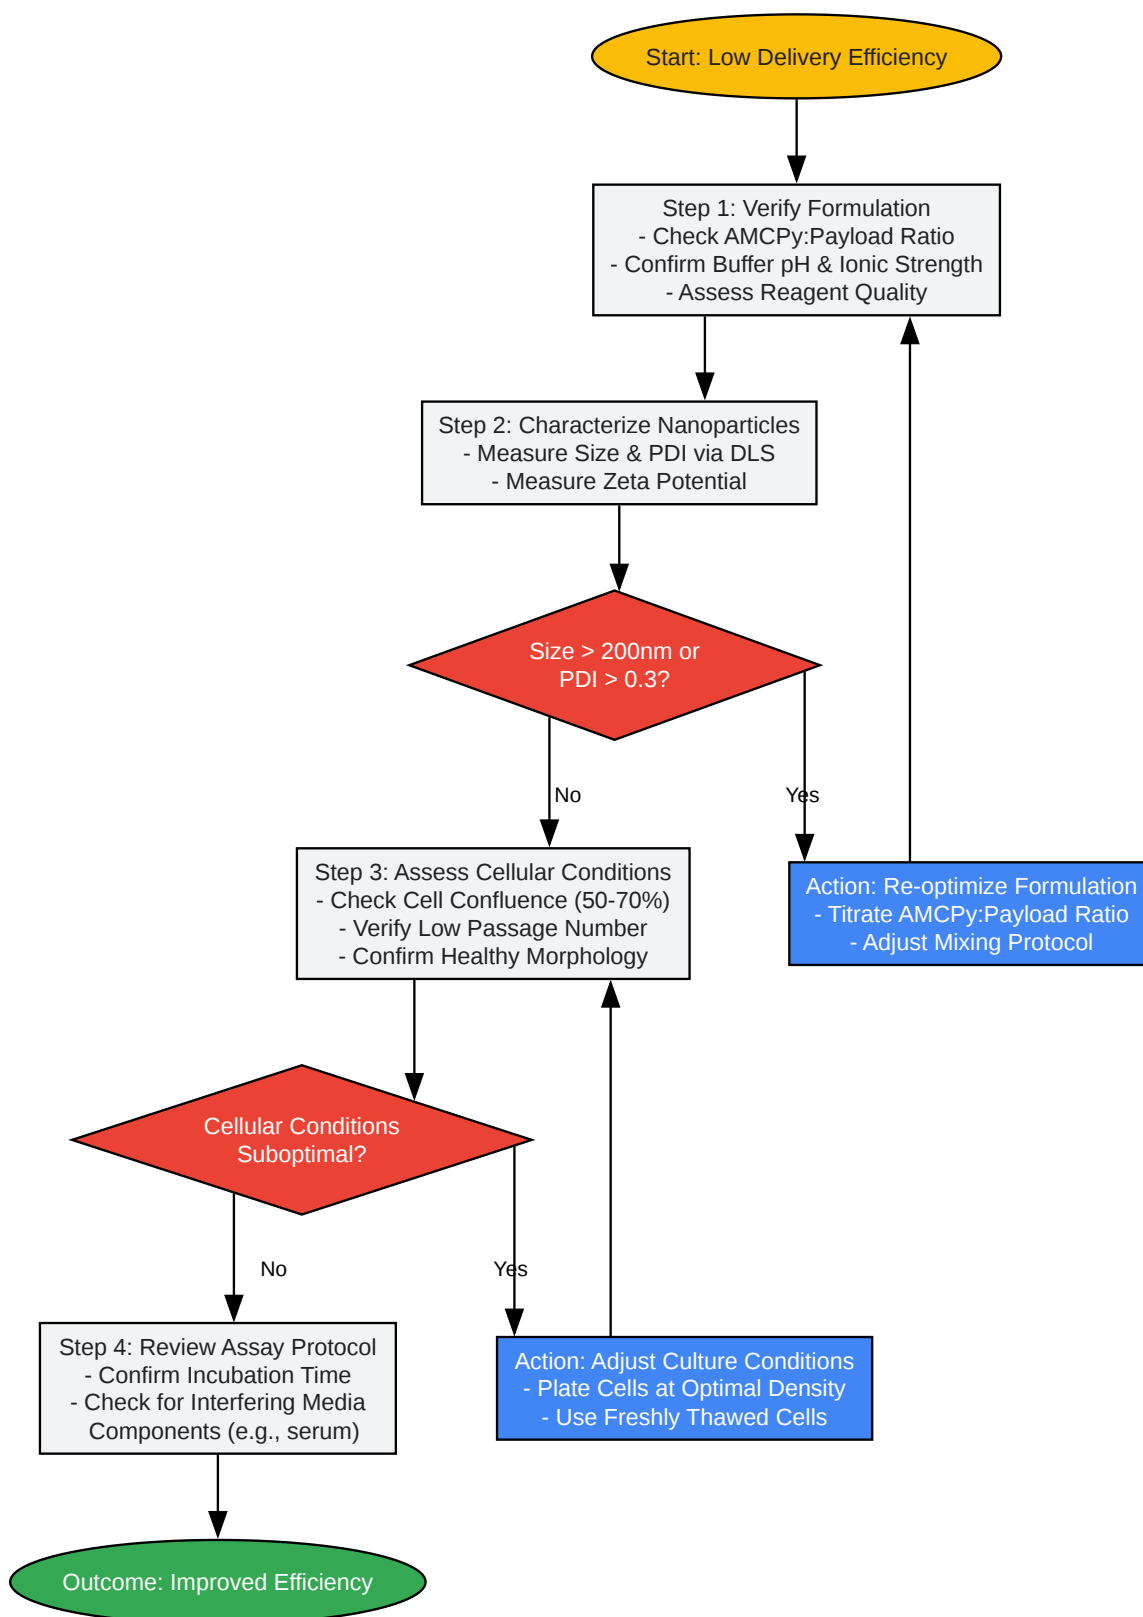 Start: Low Delivery Efficiency
Step 1: Verify Formulation
- Check AMCPy:Payload Ratio
- Confirm Buffer pH & Ionic Strength
- Assess Reagent Quality
Step 2: Characterize Nanoparticles
- Measure Size & PDI via DLS
- Measure Zeta Potential
Size > 200nm or
PDI > 0.3?
No
Yes
Step 3: Assess Cellular Conditions
- Check Cell Confluence (50-70%)
- Verify Low Passage Number
- Confirm Healthy Morphology
Action: Re-optimize Formulation
- Titrate AMCPy:Payload Ratio
- Adjust Mixing Protocol
Cellular Conditions
Suboptimal?
No
Yes
Step 4: Review Assay Protocol
- Confirm Incubation Time
- Check for Interfering Media
Components (e.g., serum)
Action: Adjust Culture Conditions
- Plate Cells at Optimal Density
- Use Freshly Thawed Cells
Outcome: Improved Efficiency